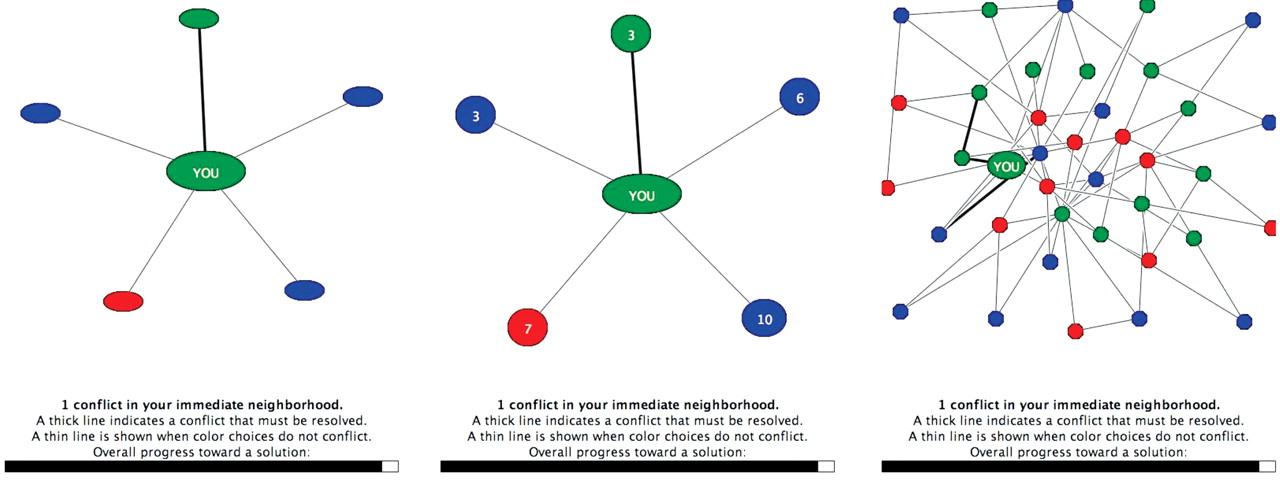 YOU
1 conflict in your immediate neighborhood.
A thick line indicates a conflict that must be resolved.
A thin line is shown when color choices do not conflict.
Overall progress toward a solution:
3
3
6
YOU
7
10
1 conflict in your immediate neighborhood.
A thick line indicates a conflict that must be resolved.
A thin line is shown when color choices do not conflict.
Overall progress toward a solution:
YOU
1 conflict in your immediate neighborhood.
A thick line indicates a conflict that must be resolved.
A thin line is shown when color choices do not conflict.
Overall progress toward a solution: